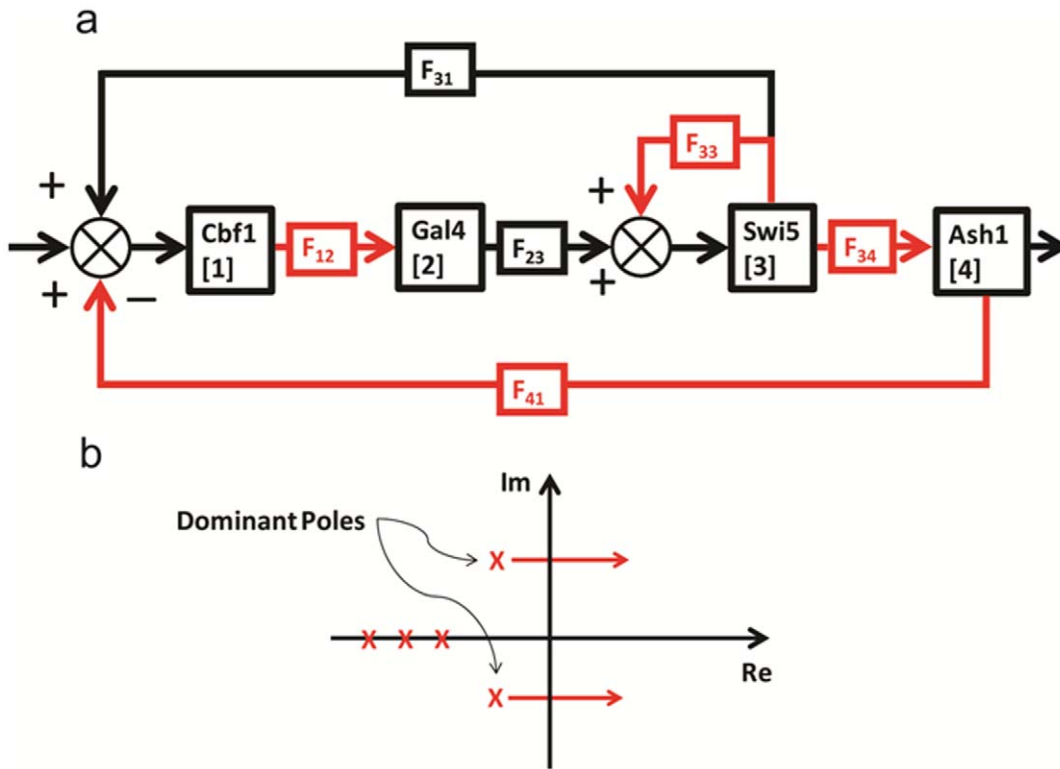 a
F31
F33
+
+
Cbf1
[1]
F12
Gal4
[2]
F23
Swi5
[3]
F34
Ash1
[4]
+
−
+
F41
b
Im
Dominant Poles
X
X X X
X
Re